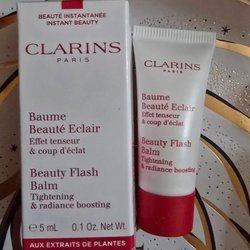 BEAUTÉ INSTANTANÉE
INSTANT BEAUTY
CLARINS
PARIS
Baume
Beauté Eclair
Effet tenseur
& coup d'éclat
Beauty Flash
Balm
Tightening
& radiance boosting
℮ 5 mL 0.1 Oz. Net Wt.
AUX EXTRAITS DE PLANTES
CLARINS
PARIS
Baume
Beauté Eclair
Effet tenseur
& coup d'éclat
Beauty Flash
Balm
Tightening
& radiance boosting